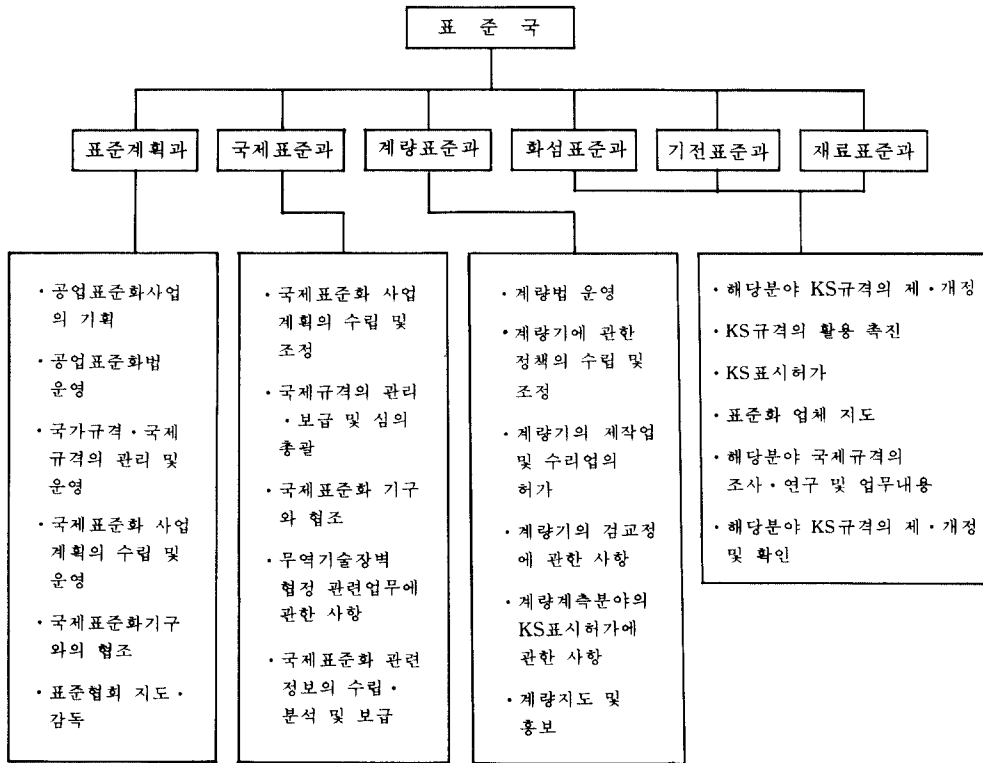 표 준 국
표준계획과
국제표준과
계량표준과
화섬표준과
기전표준과
재료표준과
· 공업표준화사업
의 기획
· 공업표준화법
운영
· 국가규격·국제
규격의 관리 및
운영
· 국제표준화 사업
계획의 수립 및
운영
· 국제표준화기구
와의 협조
· 표준협회 지도·
감독
· 국제표준화 사업
계획의 수립 및
조정
· 국제규격의 관리
·보급 및 심의
총괄
· 국제표준화 기구
와 협조
· 무역기술장벽
협정 관련업무에
관한 사항
· 국제표준화 관련
정보의 수립·
분석 및 보급
· 계량법 운영
· 계량기에 관한
정책의 수립 및
조정
· 계량기의 제작업
및 수리업의
허가
· 계량기의 검교정
에 관한 사항
· 계량계측분야의
KS표시허가에
관한 사항
· 계량지도 및
홍보
· 해당분야 KS규격의 제·개정
· KS규격의 활용 촉진
· KS표시허가
· 표준화 업체 지도
· 해당분야 국제규격의
조사·연구 및 업무내용
· 해당분야 KS규격의 제·개정
및 확인